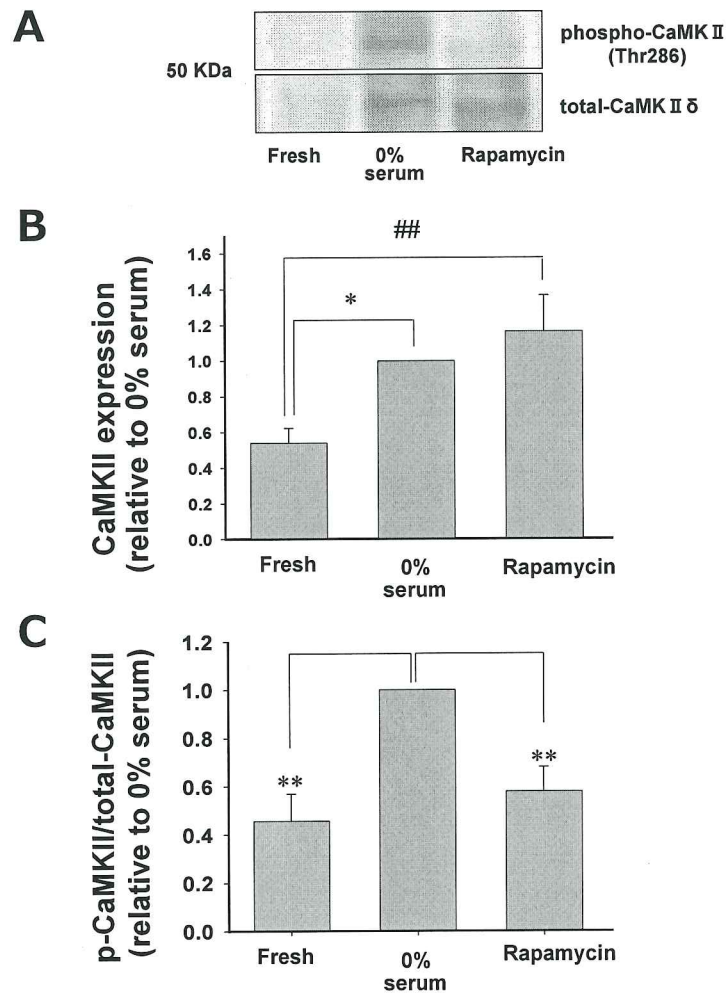 A
phospho-CaMK Ⅱ
(Thr286)
50 KDa
total-CaMK Ⅱ δ
Fresh 0% serum Rapamycin
B
CaMKII expression
(relative to 0% serum)
1.6
1.4
1.2
1.0
0.8
0.6
0.4
0.2
0.0
##
*
Fresh 0% serum Rapamycin
C
p-CaMKII/total-CaMKII
(relative to 0% serum)
1.2
1.0
0.8
0.6
0.4
0.2
0.0
**
**
Fresh 0% serum Rapamycin